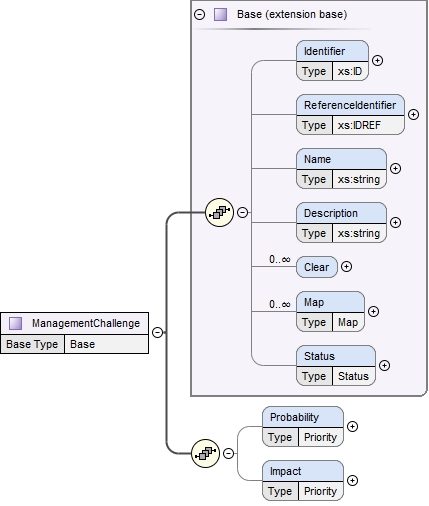 Base (extension base)
Identifier
Type xs:ID
ReferenceIdentifier
Type xs:IDREF
Name
Type xs:string
Description
Type xs:string
0..∞
Clear
0..∞
Map
Type Map
Status
Type Status
ManagementChallenge
Base Type Base
Probability
Type Priority
Impact
Type Priority